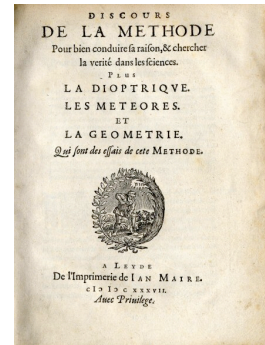 DISCOURS
DE LA METHODE
Pour bien conduire sa raison, & chercher
la verité dans les sciences.
PLUS
LA DIOPTRIQVE.
LES METEORES.
ET
LA GEOMETRIE.
Qui sont des essais de cete METHODE.
A LEYDE
De l'Imprimerie de IAN MAIRE.
CIↃ IↃ C XXXVII.
Auec Priuilege.